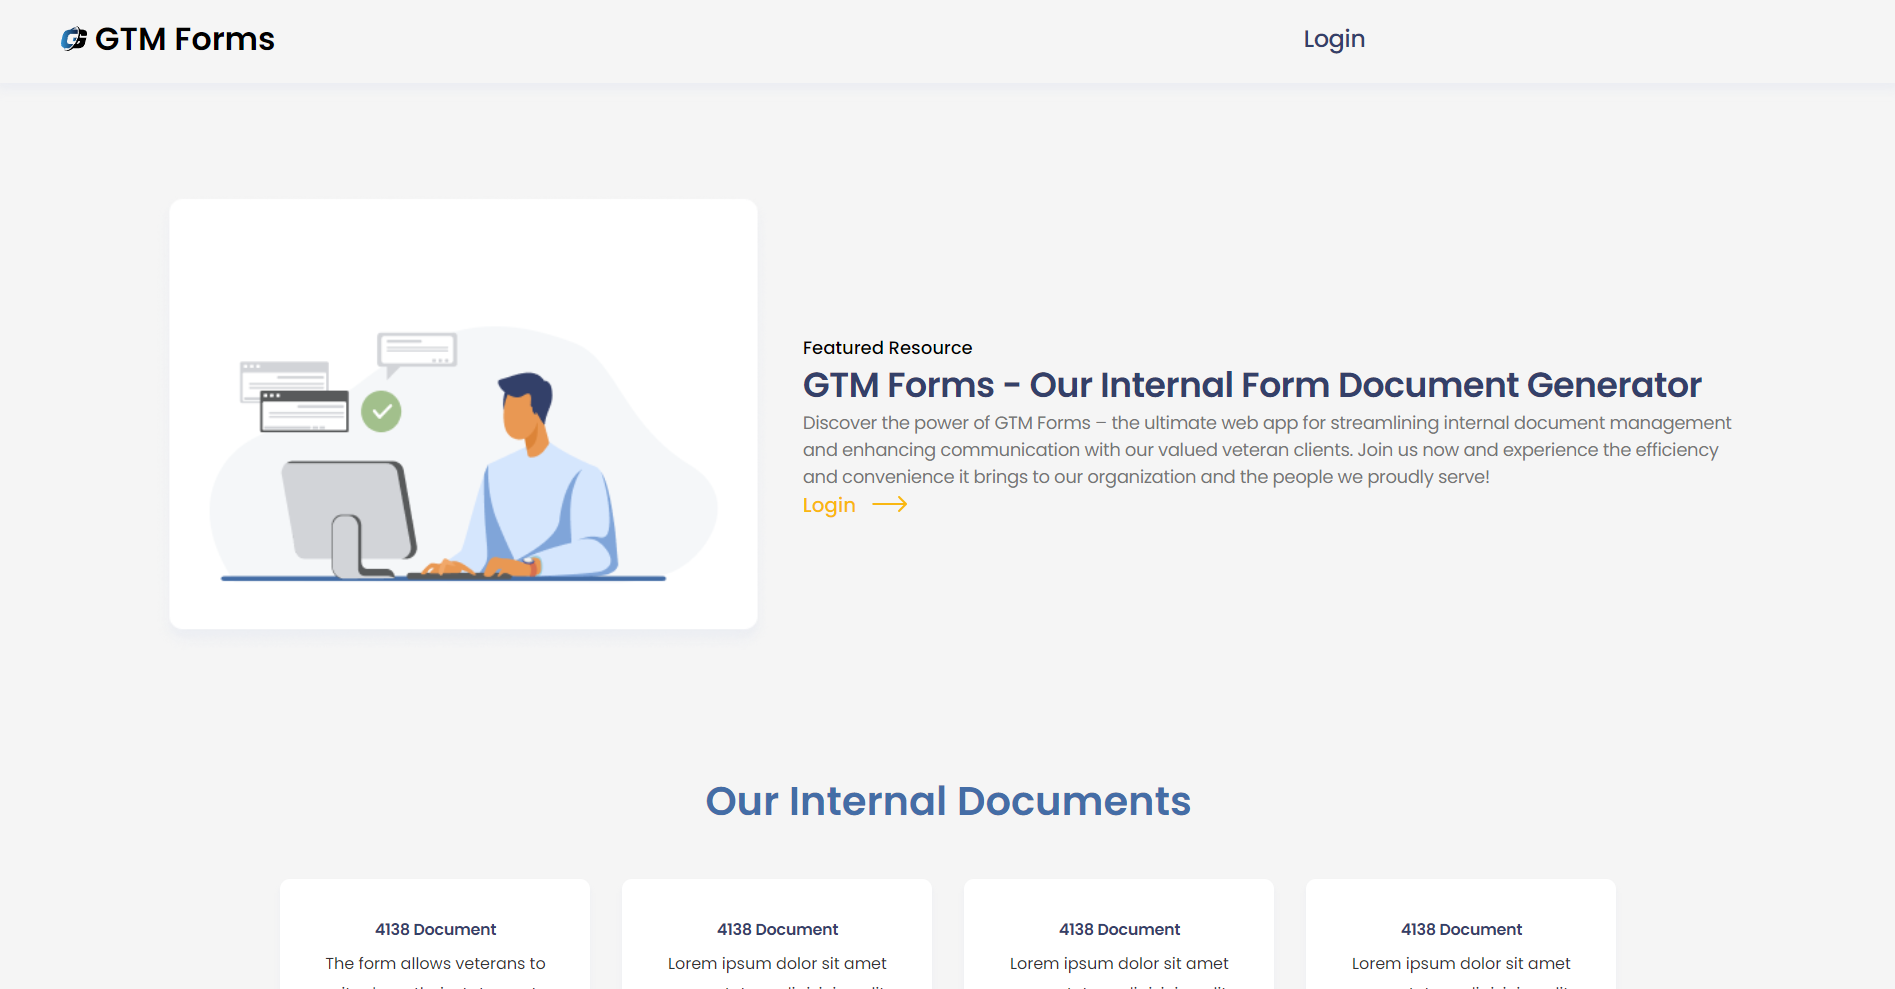 GTM Forms
Login
Featured Resource
GTM Forms - Our Internal Form Document Generator
Discover the power of GTM Forms – the ultimate web app for streamlining internal document management
and enhancing communication with our valued veteran clients. Join us now and experience the efficiency
and convenience it brings to our organization and the people we proudly serve!
Login
Our Internal Documents
4138 Document
The form allows veterans to
4138 Document
Lorem ipsum dolor sit amet
4138 Document
Lorem ipsum dolor sit amet
4138 Document
Lorem ipsum dolor sit amet